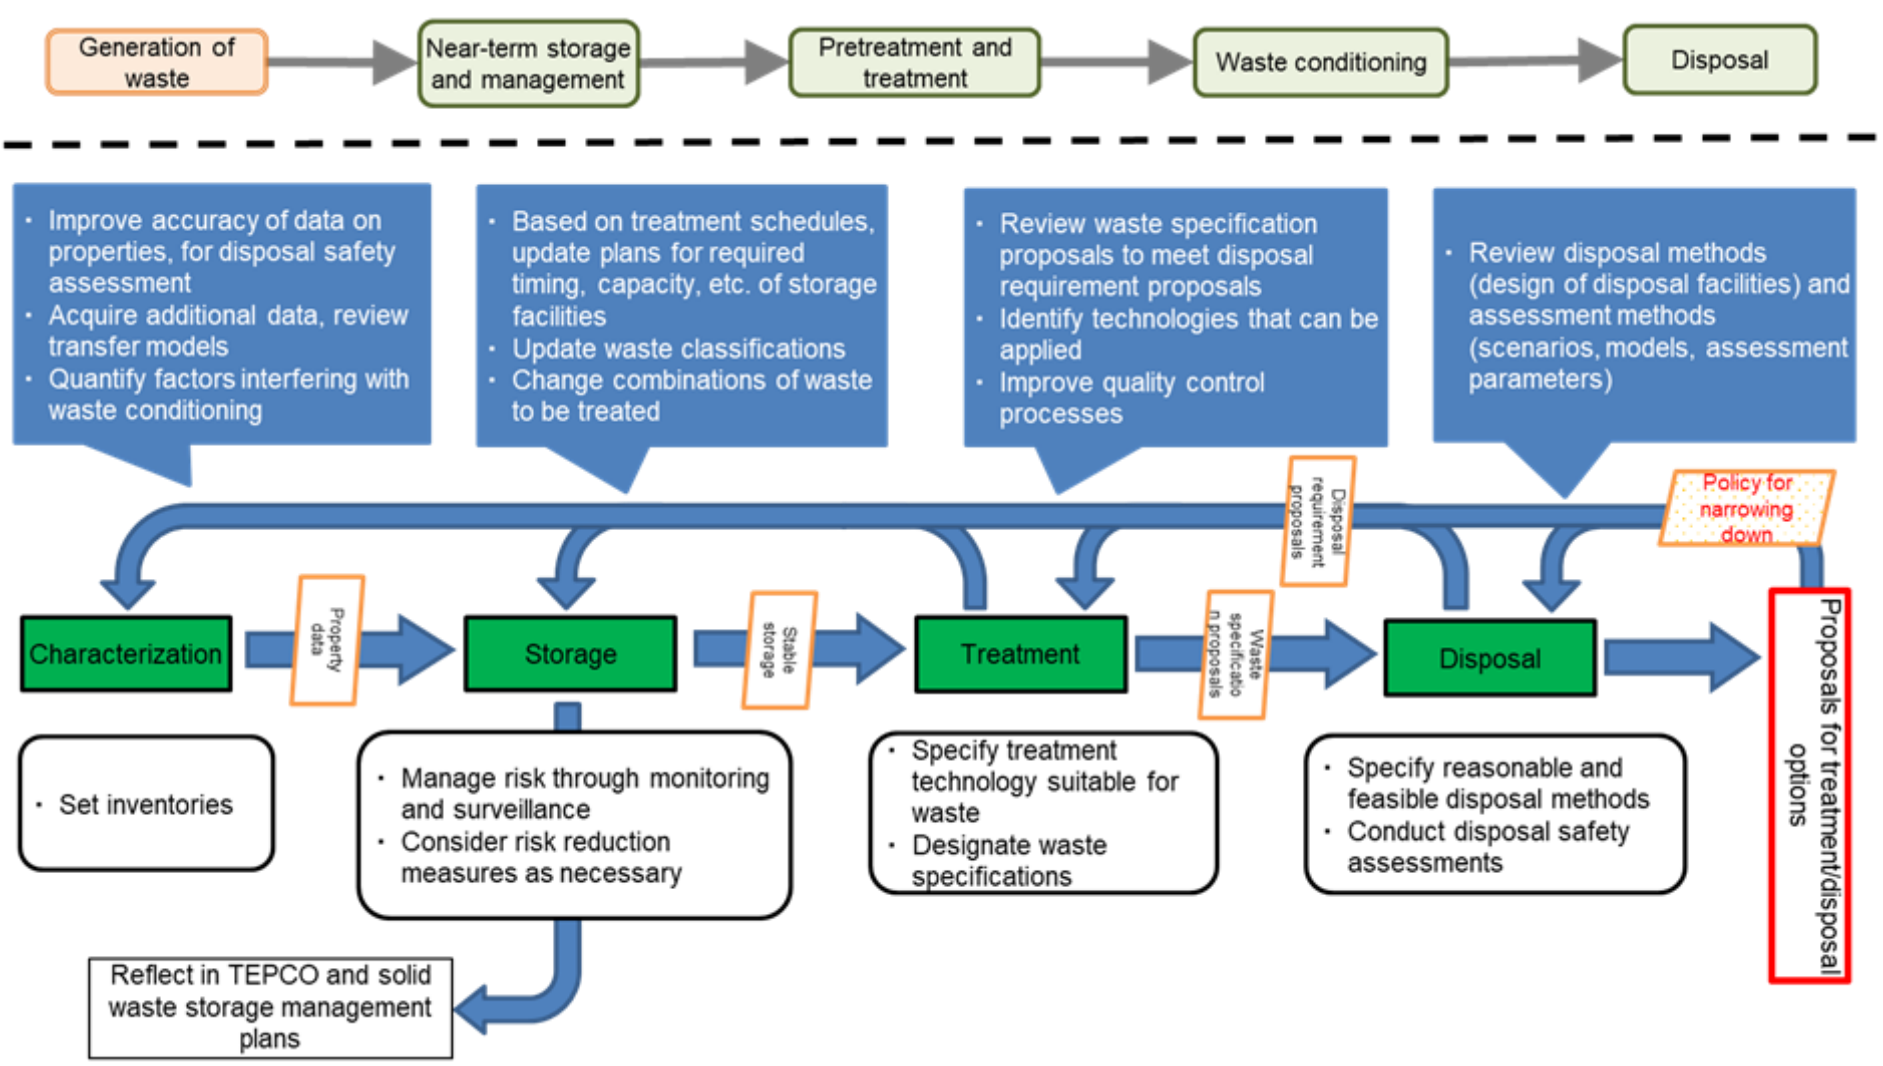 Generation of
waste
Near-term storage
and management
Pretreatment and
treatment
Waste conditioning
Disposal
・ Improve accuracy of data on
properties, for disposal safety
assessment
・ Acquire additional data, review
transfer models
・ Quantify factors interfering with
waste conditioning
・ Based on treatment schedules,
update plans for required
timing, capacity, etc. of storage
facilities
・ Update waste classifications
・ Change combinations of waste
to be treated
・ Review waste specification
proposals to meet disposal
requirement proposals
・ Identify technologies that can be
applied
・ Improve quality control
processes
・ Review disposal methods
(design of disposal facilities) and
assessment methods
(scenarios, models, assessment
parameters)
Disposal
requirement
proposals
Policy for
narrowing
down
Characterization
Property
data
Storage
Stable
storage
Treatment
Waste
specificatio
n proposals
Disposal
Proposals for treatment/disposal
options
・ Set inventories
・ Manage risk through monitoring
and surveillance
・ Consider risk reduction
measures as necessary
・ Specify treatment
technology suitable for
waste
・ Designate waste
specifications
・ Specify reasonable and
feasible disposal methods
・ Conduct disposal safety
assessments
Reflect in TEPCO and solid
waste storage management
plans